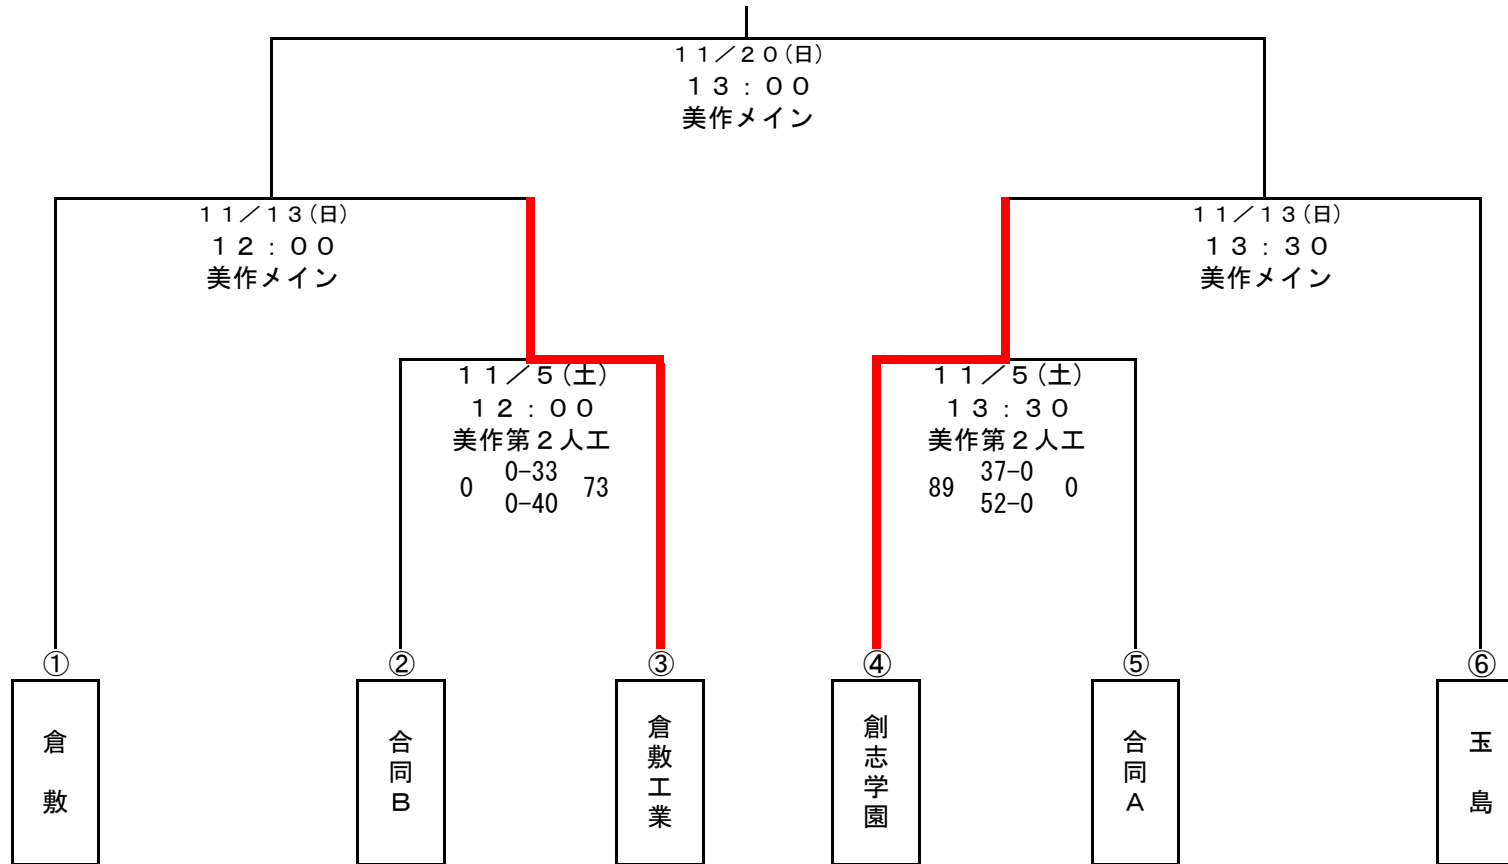 １１／２０(日)
１３：００
美作メイン
１１／１３(日)
１２：００
美作メイン
１１／１３(日)
１３：３０
美作メイン
１１／５(土)
１２：００
美作第２人工
0-33
0 73
0-40
１１／５(土)
１３：３０
美作第２人工
37-0
89 0
52-0
①
②
③
④
⑤
⑥
倉敷
合同Ｂ
倉敷工業
創志学園
合同Ａ
玉島